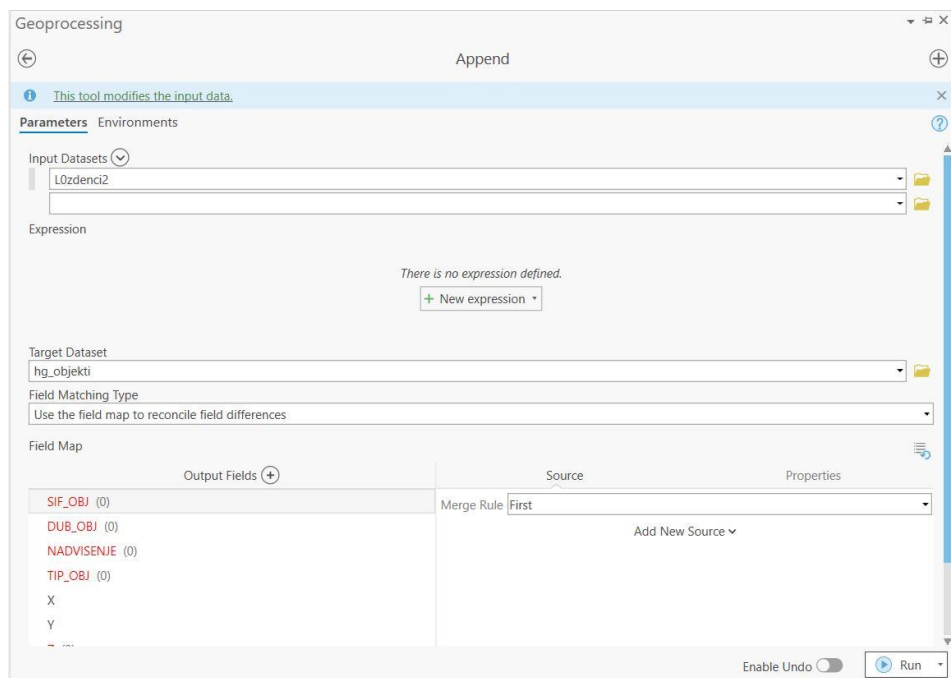 Geoprocessing
Append
This tool modifies the input data.
Parameters Environments
Input Datasets
L0zdenci2
Expression
There is no expression defined.
New expression
Target Dataset
hg_objekti
Field Matching Type
Use the field map to reconcile field differences
Field Map
Output Fields Source Properties
SIF_OBJ (0)
Merge Rule First
DUB_OBJ (0)
Add New Source
NADVISENJE (0)
TIP_OBJ (0)
X
Y
Enable Undo Run